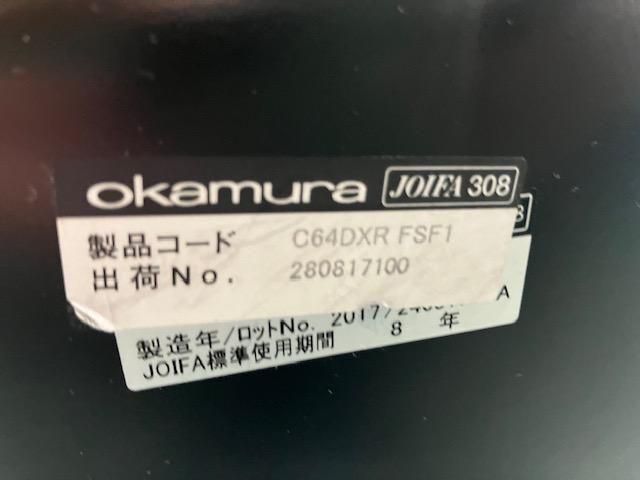 okamura JOIFA 308
製品コード C64DXR FSF1
出荷No. 280817100
製造年/ロットNo. 2017/ A
JOIFA標準使用期間 8 年